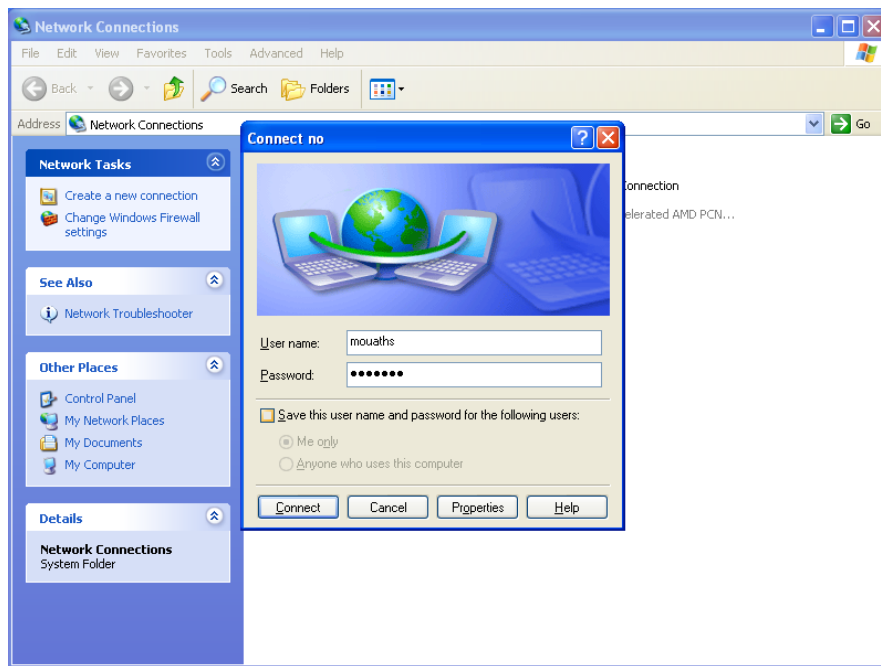 Network Connections
File Edit View Favorites Tools Advanced Help
Back Search Folders
Address Network Connections Go
Network Tasks
Create a new connection
Change Windows Firewall
settings
See Also
Network Troubleshooter
Other Places
Control Panel
My Network Places
My Documents
My Computer
Details
Network Connections
System Folder
Connect no
User name: mouaths
Password: •••••••
Save this user name and password for the following users:
Me only
Anyone who uses this computer
Connect Cancel Properties Help
Connection
elerated AMD PCN...